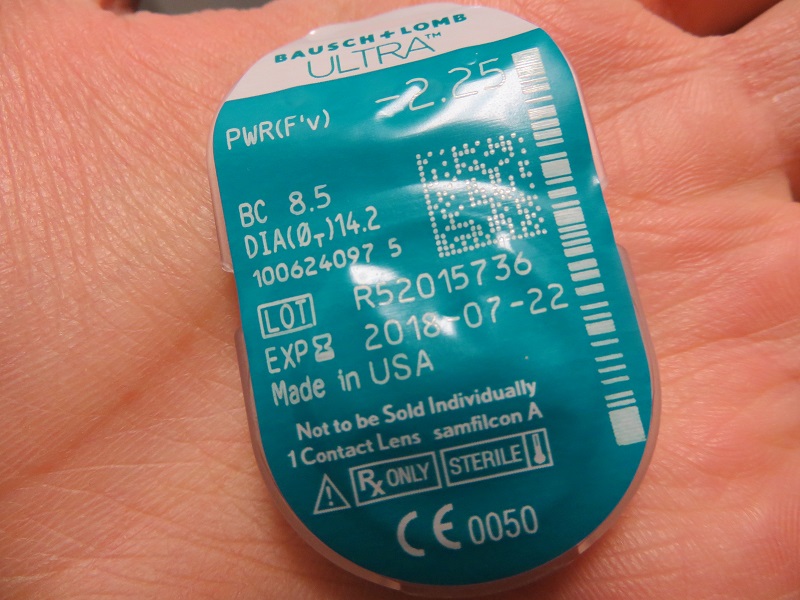 BAUSCH + LOMB
ULTRA™
PWR(F'v) -2.25
BC 8.5
DIA(Ø_T)14.2
100624097 5
LOT R52015736
EXP 2018-07-22
Made in USA
Not to be Sold Individually
1 Contact Lens samfilcon A
Rx ONLY STERILE
CE 0050